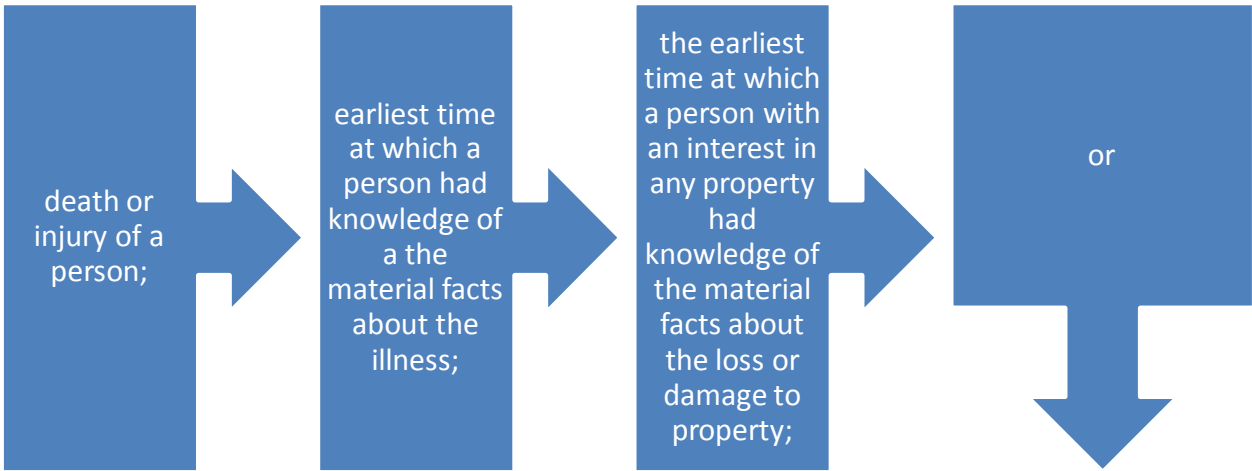 death or
injury of a
person;
earliest time
at which a
person had
knowledge of
a the
material facts
about the
illness;
the earliest
time at which
a person with
an interest in
any property
had
knowledge of
the material
facts about
the loss or
damage to
property;
or